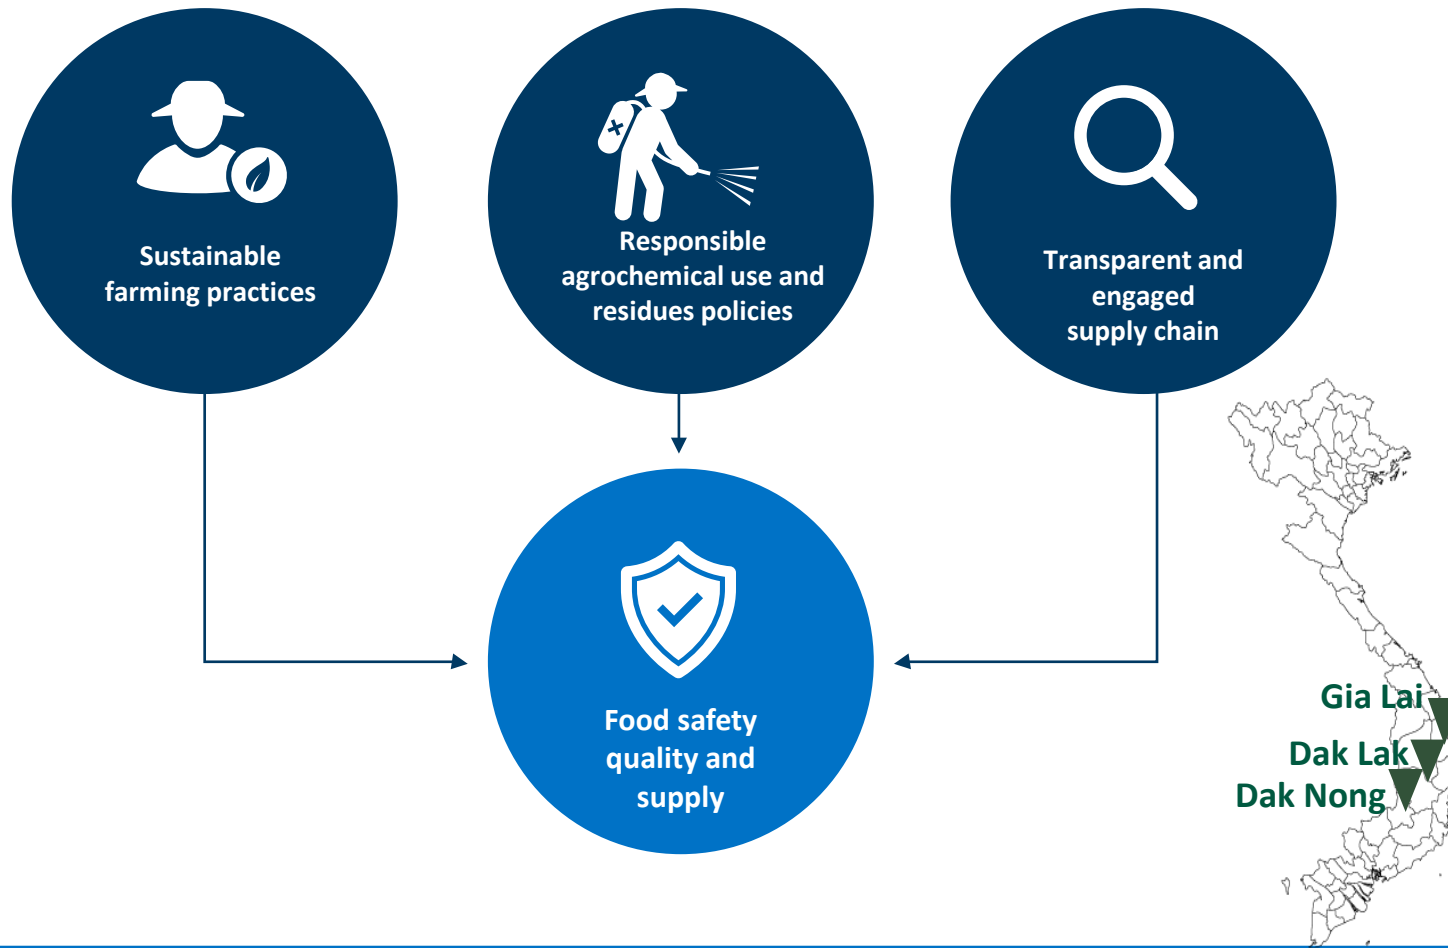 Sustainable
farming practices
Responsible
agrochemical use and
residues policies
Transparent and
engaged
supply chain
Food safety
quality and
supply
Gia Lai
Dak Lak
Dak Nong